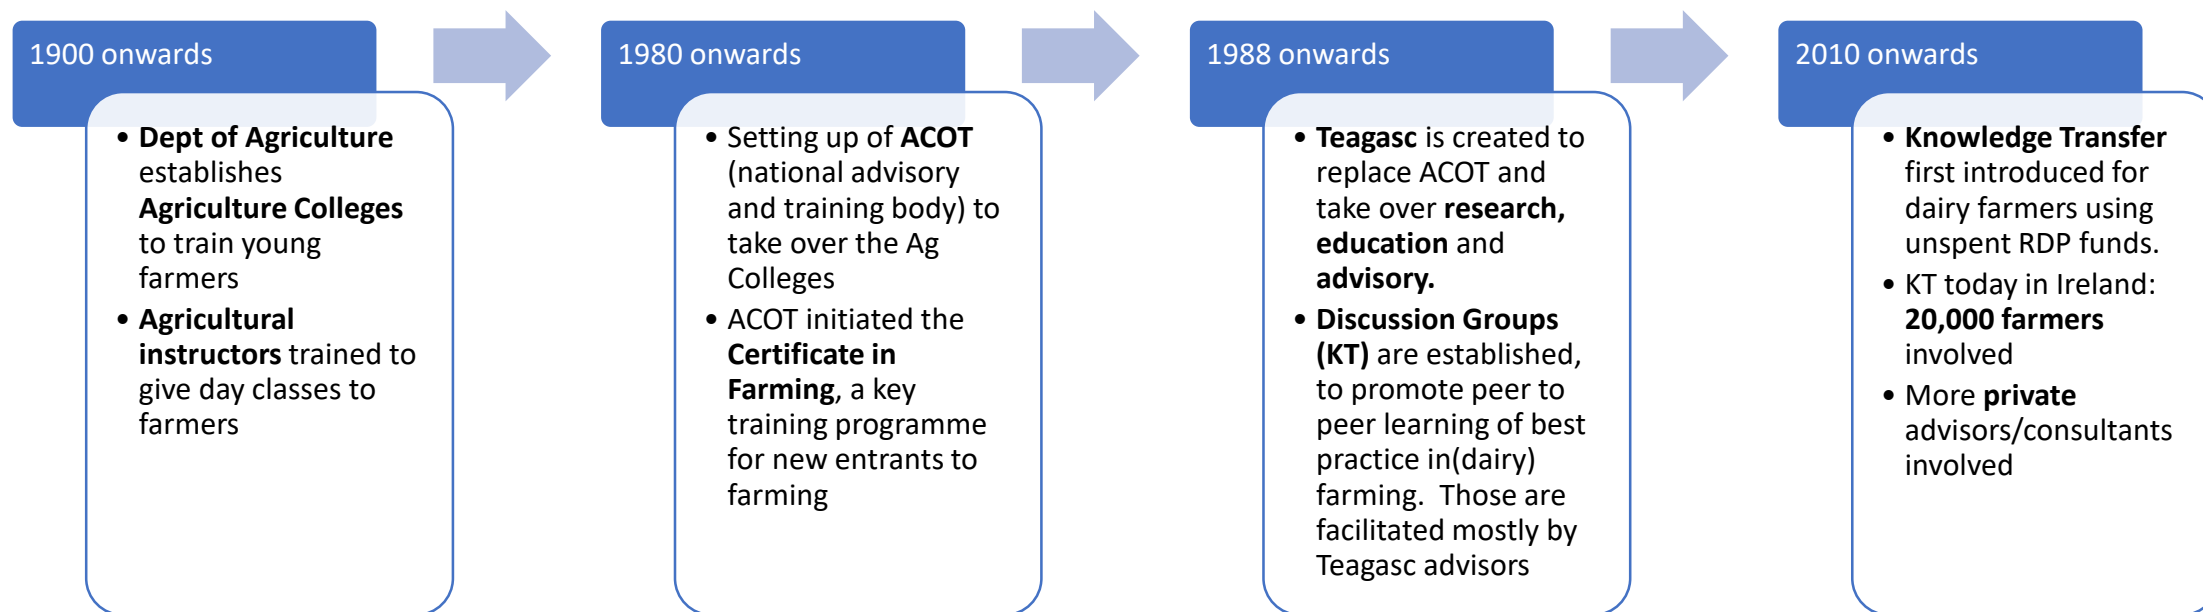 1900 onwards
• Dept of Agriculture
establishes
Agriculture Colleges
to train young
farmers
• Agricultural
instructors trained to
give day classes to
farmers
1980 onwards
• Setting up of ACOT
(national advisory
and training body) to
take over the Ag
Colleges
• ACOT initiated the
Certificate in
Farming, a key
training programme
for new entrants to
farming
1988 onwards
• Teagasc is created to
replace ACOT and
take over research,
education and
advisory.
• Discussion Groups
(KT) are established,
to promote peer to
peer learning of best
practice in(dairy)
farming.  Those are
facilitated mostly by
Teagasc advisors
2010 onwards
• Knowledge Transfer
first introduced for
dairy farmers using
unspent RDP funds.
• KT today in Ireland:
20,000 farmers
involved
• More private
advisors/consultants
involved